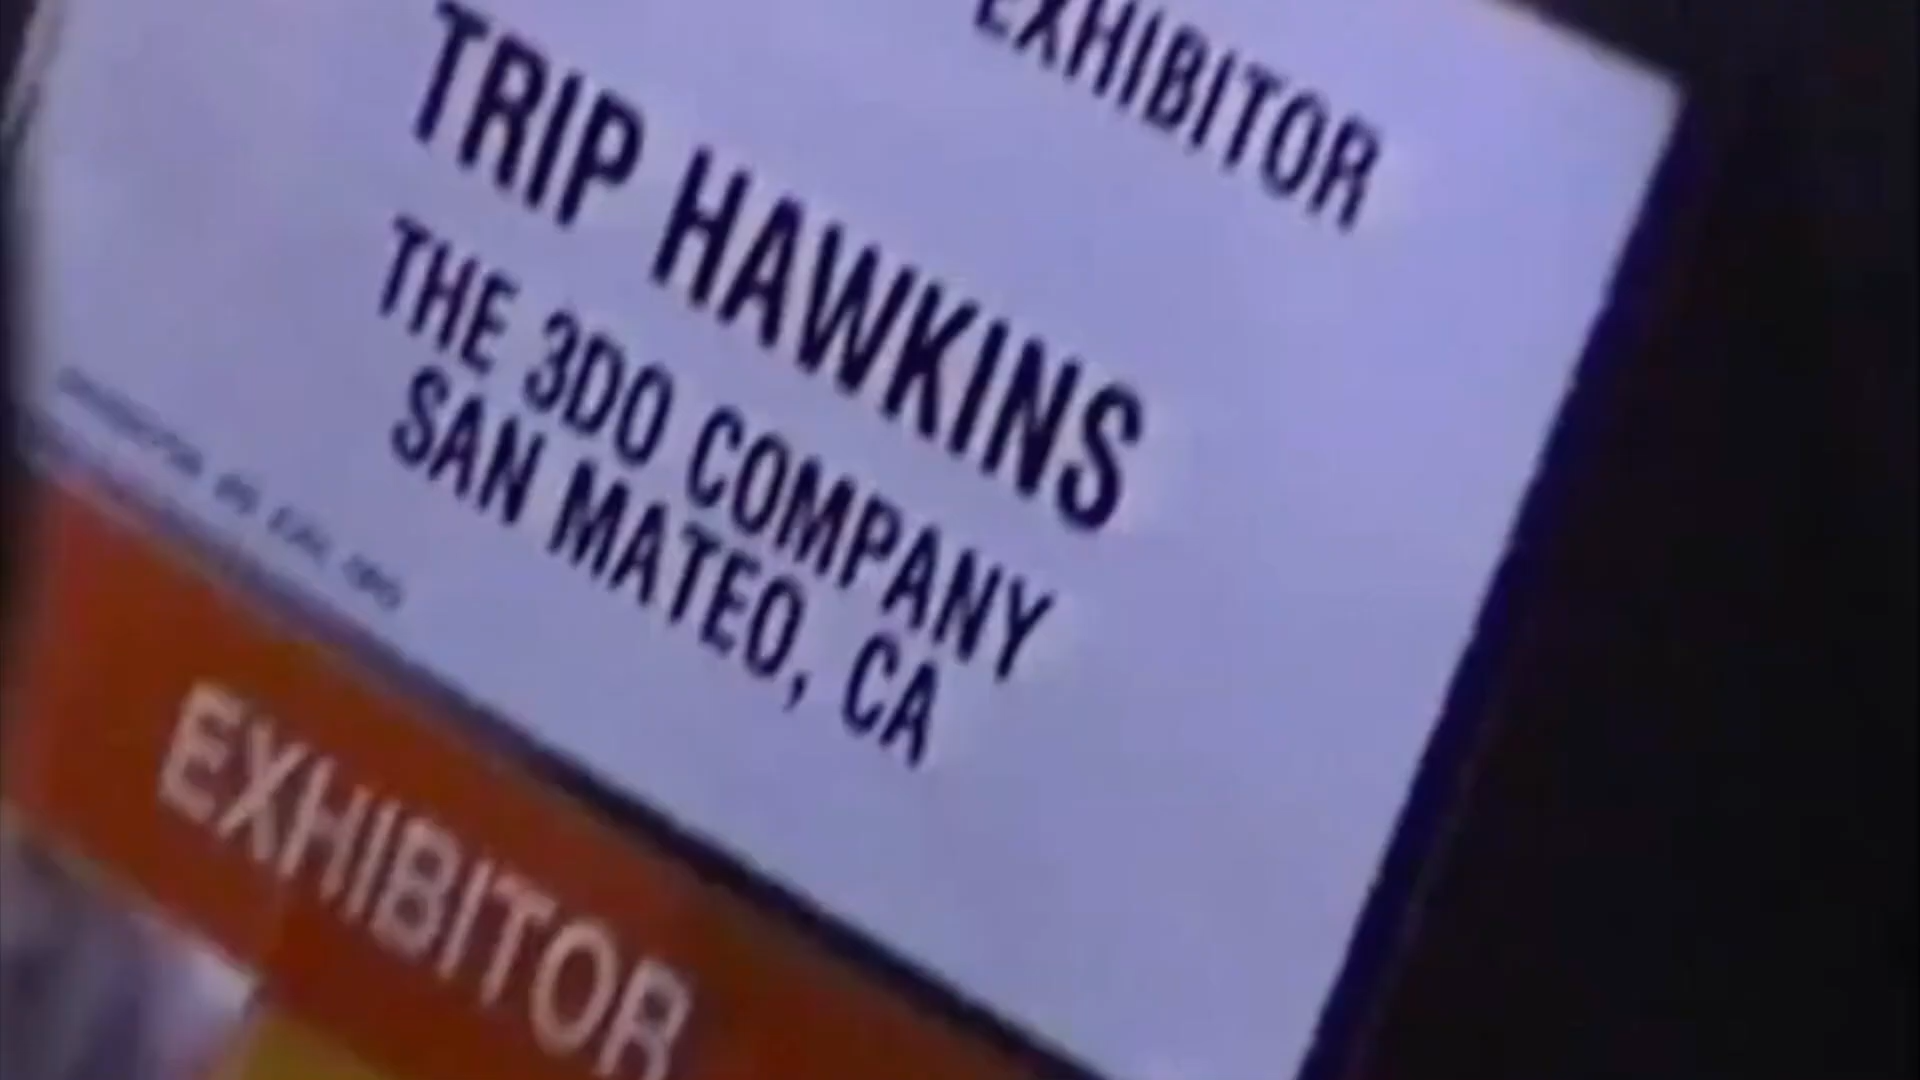 EXHIBITOR
TRIP HAWKINS
THE 3DO COMPANY
SAN MATEO, CA
EXHIBITOR